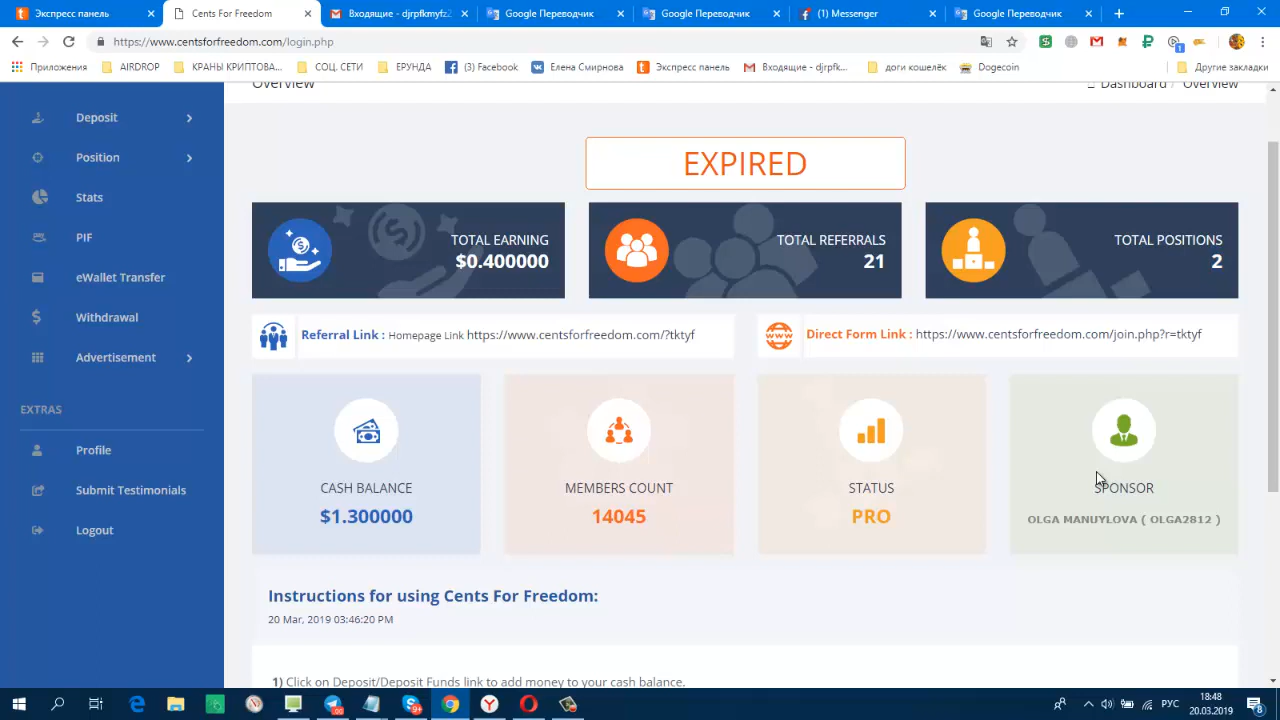 Экспресс панель
Cents For Freedom
Входящие - djrpfkmyfz2
Google Переводчик
Google Переводчик
(1) Messenger
Google Переводчик
https://www.centsforfreedom.com/login.php
Приложения
AIRDROP
КРАНЫ КРИПТОВА...
СОЦ. СЕТИ
ЕРУНДА
(3) Facebook
Елена Смирнова
Экспресс панель
Входящие - djrpfk...
доги кошелёк
Dogecoin
Другие закладки
Overview
Dashboard / Overview
Deposit
Position
Stats
PIF
eWallet Transfer
Withdrawal
Advertisement
EXTRAS
Profile
Submit Testimonials
Logout
EXPIRED
TOTAL EARNING
$0.400000
TOTAL REFERRALS
21
TOTAL POSITIONS
2
Referral Link : Homepage Link https://www.centsforfreedom.com/?tktyf
Direct Form Link : https://www.centsforfreedom.com/join.php?r=tktyf
CASH BALANCE
$1.300000
MEMBERS COUNT
14045
STATUS
PRO
SPONSOR
OLGA MANUYLOVA ( OLGA2812 )
Instructions for using Cents For Freedom:
20 Mar, 2019 03:46:20 PM
1) Click on Deposit/Deposit Funds link to add money to your cash balance.
РУС
18:48
20.03.2019